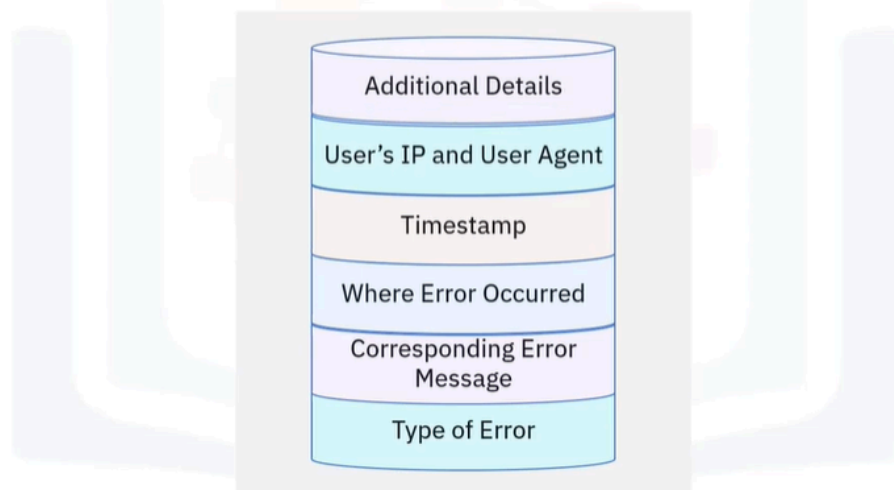 Additional Details
User’s IP and User Agent
Timestamp
Where Error Occurred
Corresponding Error
Message
Type of Error